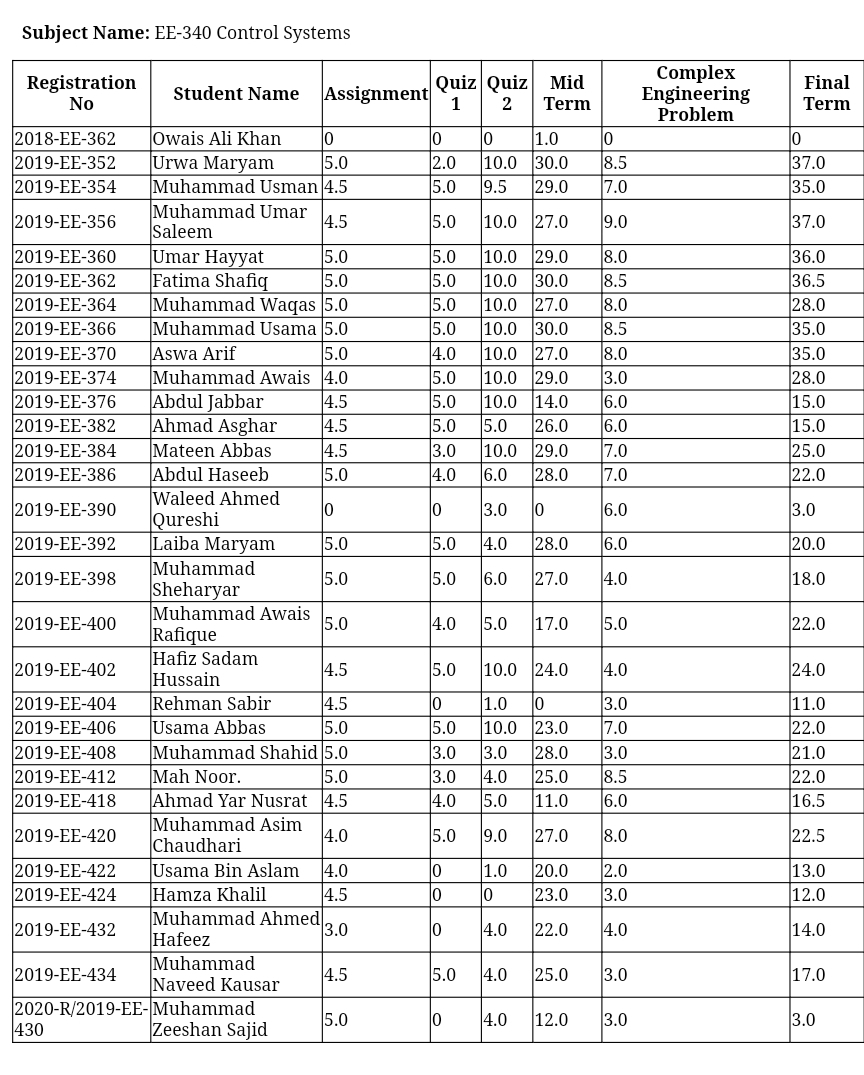 Subject Name: EE-340 Control Systems
Registration No | Student Name | Assignment | Quiz 1 | Quiz 2 | Mid Term | Complex Engineering Problem | Final Term
2018-EE-362 | Owais Ali Khan | 0 | 0 | 0 | 1.0 | 0 | 0
2019-EE-352 | Urwa Maryam | 5.0 | 2.0 | 10.0 | 30.0 | 8.5 | 37.0
2019-EE-354 | Muhammad Usman | 4.5 | 5.0 | 9.5 | 29.0 | 7.0 | 35.0
2019-EE-356 | Muhammad Umar Saleem | 4.5 | 5.0 | 10.0 | 27.0 | 9.0 | 37.0
2019-EE-360 | Umar Hayyat | 5.0 | 5.0 | 10.0 | 29.0 | 8.0 | 36.0
2019-EE-362 | Fatima Shafiq | 5.0 | 5.0 | 10.0 | 30.0 | 8.5 | 36.5
2019-EE-364 | Muhammad Waqas | 5.0 | 5.0 | 10.0 | 27.0 | 8.0 | 28.0
2019-EE-366 | Muhammad Usama | 5.0 | 5.0 | 10.0 | 30.0 | 8.5 | 35.0
2019-EE-370 | Aswa Arif | 5.0 | 4.0 | 10.0 | 27.0 | 8.0 | 35.0
2019-EE-374 | Muhammad Awais | 4.0 | 5.0 | 10.0 | 29.0 | 3.0 | 28.0
2019-EE-376 | Abdul Jabbar | 4.5 | 5.0 | 10.0 | 14.0 | 6.0 | 15.0
2019-EE-382 | Ahmad Asghar | 4.5 | 5.0 | 5.0 | 26.0 | 6.0 | 15.0
2019-EE-384 | Mateen Abbas | 4.5 | 3.0 | 10.0 | 29.0 | 7.0 | 25.0
2019-EE-386 | Abdul Haseeb | 5.0 | 4.0 | 6.0 | 28.0 | 7.0 | 22.0
2019-EE-390 | Waleed Ahmed Qureshi | 0 | 0 | 3.0 | 0 | 6.0 | 3.0
2019-EE-392 | Laiba Maryam | 5.0 | 5.0 | 4.0 | 28.0 | 6.0 | 20.0
2019-EE-398 | Muhammad Sheharyar | 5.0 | 5.0 | 6.0 | 27.0 | 4.0 | 18.0
2019-EE-400 | Muhammad Awais Rafique | 5.0 | 4.0 | 5.0 | 17.0 | 5.0 | 22.0
2019-EE-402 | Hafiz Sadam Hussain | 4.5 | 5.0 | 10.0 | 24.0 | 4.0 | 24.0
2019-EE-404 | Rehman Sabir | 4.5 | 0 | 1.0 | 0 | 3.0 | 11.0
2019-EE-406 | Usama Abbas | 5.0 | 5.0 | 10.0 | 23.0 | 7.0 | 22.0
2019-EE-408 | Muhammad Shahid | 5.0 | 3.0 | 3.0 | 28.0 | 3.0 | 21.0
2019-EE-412 | Mah Noor. | 5.0 | 3.0 | 4.0 | 25.0 | 8.5 | 22.0
2019-EE-418 | Ahmad Yar Nusrat | 4.5 | 4.0 | 5.0 | 11.0 | 6.0 | 16.5
2019-EE-420 | Muhammad Asim Chaudhari | 4.0 | 5.0 | 9.0 | 27.0 | 8.0 | 22.5
2019-EE-422 | Usama Bin Aslam | 4.0 | 0 | 1.0 | 20.0 | 2.0 | 13.0
2019-EE-424 | Hamza Khalil | 4.5 | 0 | 0 | 23.0 | 3.0 | 12.0
2019-EE-432 | Muhammad Ahmed Hafeez | 3.0 | 0 | 4.0 | 22.0 | 4.0 | 14.0
2019-EE-434 | Muhammad Naveed Kausar | 4.5 | 5.0 | 4.0 | 25.0 | 3.0 | 17.0
2020-R/2019-EE-430 | Muhammad Zeeshan Sajid | 5.0 | 0 | 4.0 | 12.0 | 3.0 | 3.0